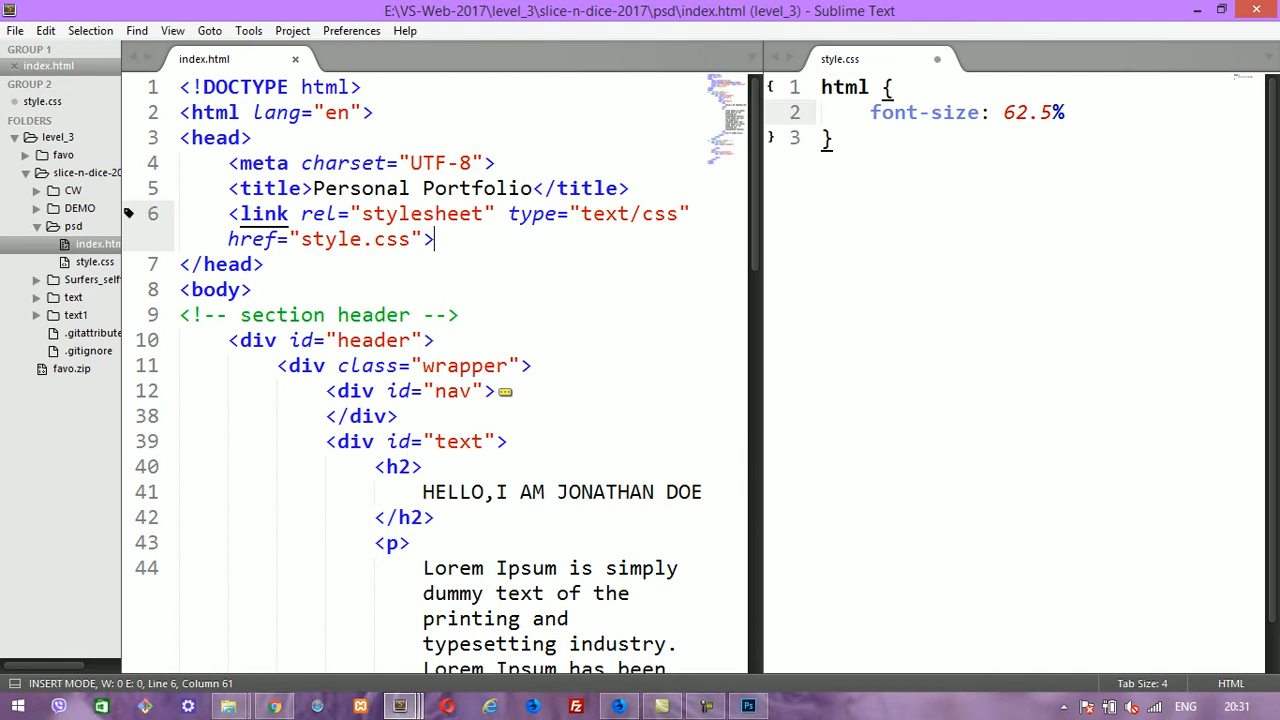 E:\VS-Web-2017\level_3\slice-n-dice-2017\psd\index.html (level_3) - Sublime Text
File Edit Selection Find View Goto Tools Project Preferences Help
GROUP 1
index.html
GROUP 2
style.css
FOLDERS
level_3
favo
slice-n-dice-20
CW
DEMO
psd
index.htm
style.css
Surfers_self
text
text1
.gitattribute
.gitignore
favo.zip
index.html
1 <!DOCTYPE html>
2 <html lang="en">
3 <head>
4 <meta charset="UTF-8">
5 <title>Personal Portfolio</title>
6 <link rel="stylesheet" type="text/css"
href="style.css">
7 </head>
8 <body>
9 <!-- section header -->
10 <div id="header">
11 <div class="wrapper">
12 <div id="nav">
38 </div>
39 <div id="text">
40 <h2>
41 HELLO,I AM JONATHAN DOE
42 </h2>
43 <p>
44 Lorem Ipsum is simply
dummy text of the
printing and
typesetting industry.
Lorem Ipsum has been
style.css
1 html {
2 font-size: 62.5%
3 }
INSERT MODE, W: 0 E: 0, Line 6, Column 61
Tab Size: 4 HTML
ENG 20:31